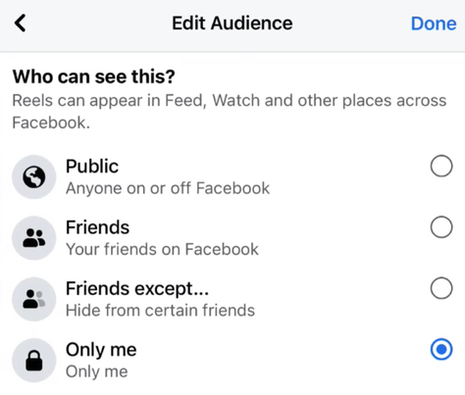 Edit Audience
Done
Who can see this?
Reels can appear in Feed, Watch and other places across
Facebook.
Public
Anyone on or off Facebook
Friends
Your friends on Facebook
Friends except...
Hide from certain friends
Only me
Only me